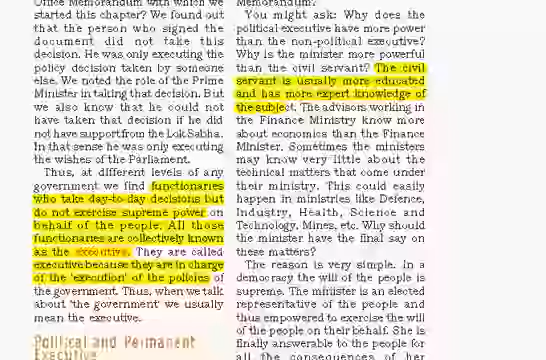 Office Memorandum with which we
started this chapter? We found out
that the person who signed the
document did not take this
decision. He was only executing the
policy decision taken by someone
else. We noted the role of the Prime
Minister in taking that decision. But
we also know that he could not
have taken that decision if he did
not have support from the Lok Sabha.
In that sense he was only executing
the wishes of the Parliament.
Thus, at different levels of any
government we find functionaries
who take day-to-day decisions but
do not exercise supreme power on
behalf of the people. All those
functionaries are collectively known
as the executive. They are called
executive because they are in charge
of the 'execution' of the policies of
the government. Thus, when we talk
about 'the government' we usually
mean the executive.
Political and Permanent
Executive
Memorandum?
You might ask: Why does the
political executive have more power
than the non-political executive?
Why is the minister more powerful
than the civil servant? The civil
servant is usually more educated
and has more expert knowledge of
the subject. The advisors working in
the Finance Ministry know more
about economics than the Finance
Minister. Sometimes the ministers
may know very little about the
technical matters that come under
their ministry. This could easily
happen in ministries like Defence,
Industry, Health, Science and
Technology, Mines, etc. Why should
the minister have the final say on
these matters?
The reason is very simple. In a
democracy the will of the people is
supreme. The minister is an elected
representative of the people and
thus empowered to exercise the will
of the people on their behalf. She is
finally answerable to the people for
all the consequences of her